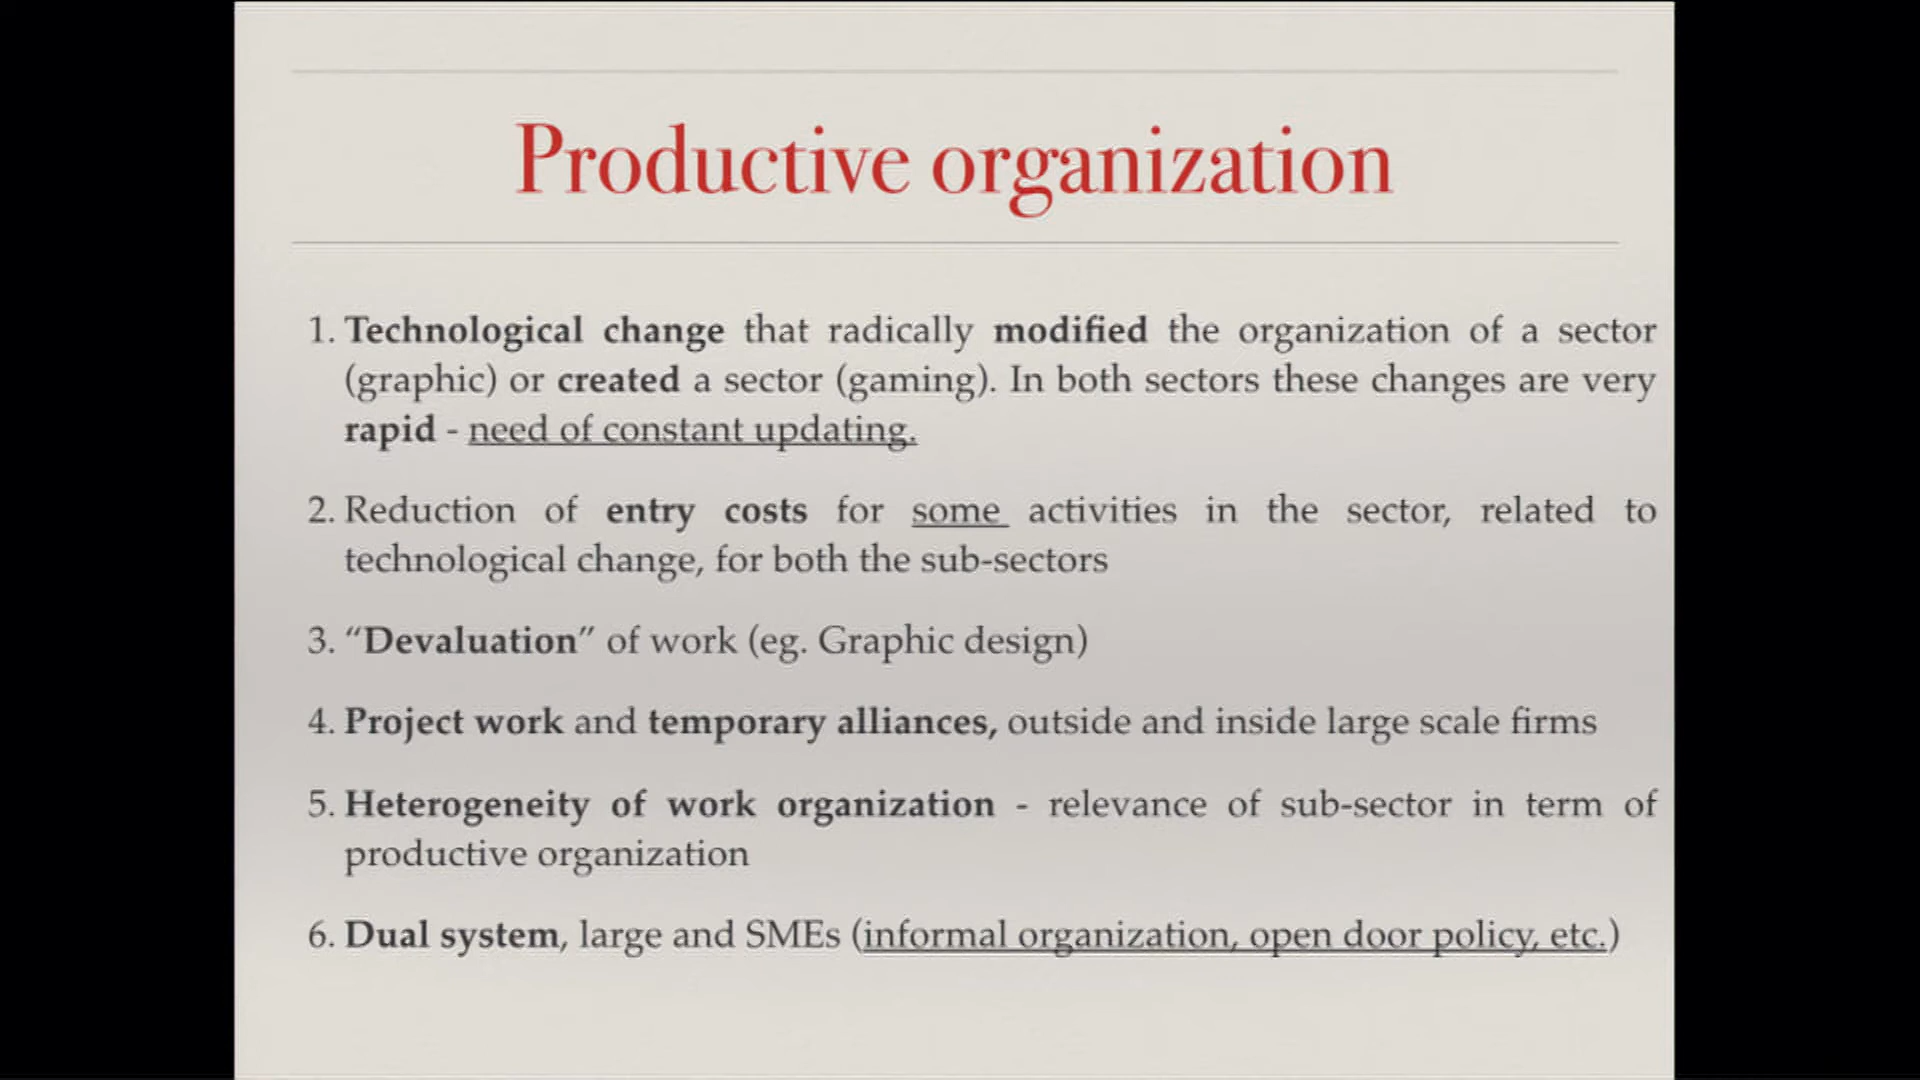 Productive organization
1. Technological change that radically modified the organization of a sector
(graphic) or created a sector (gaming). In both sectors these changes are very
rapid - need of constant updating.
2. Reduction of entry costs for some activities in the sector, related to
technological change, for both the sub-sectors
3. “Devaluation” of work (eg. Graphic design)
4. Project work and temporary alliances, outside and inside large scale firms
5. Heterogeneity of work organization - relevance of sub-sector in term of
productive organization
6. Dual system, large and SMEs (informal organization, open door policy, etc.)